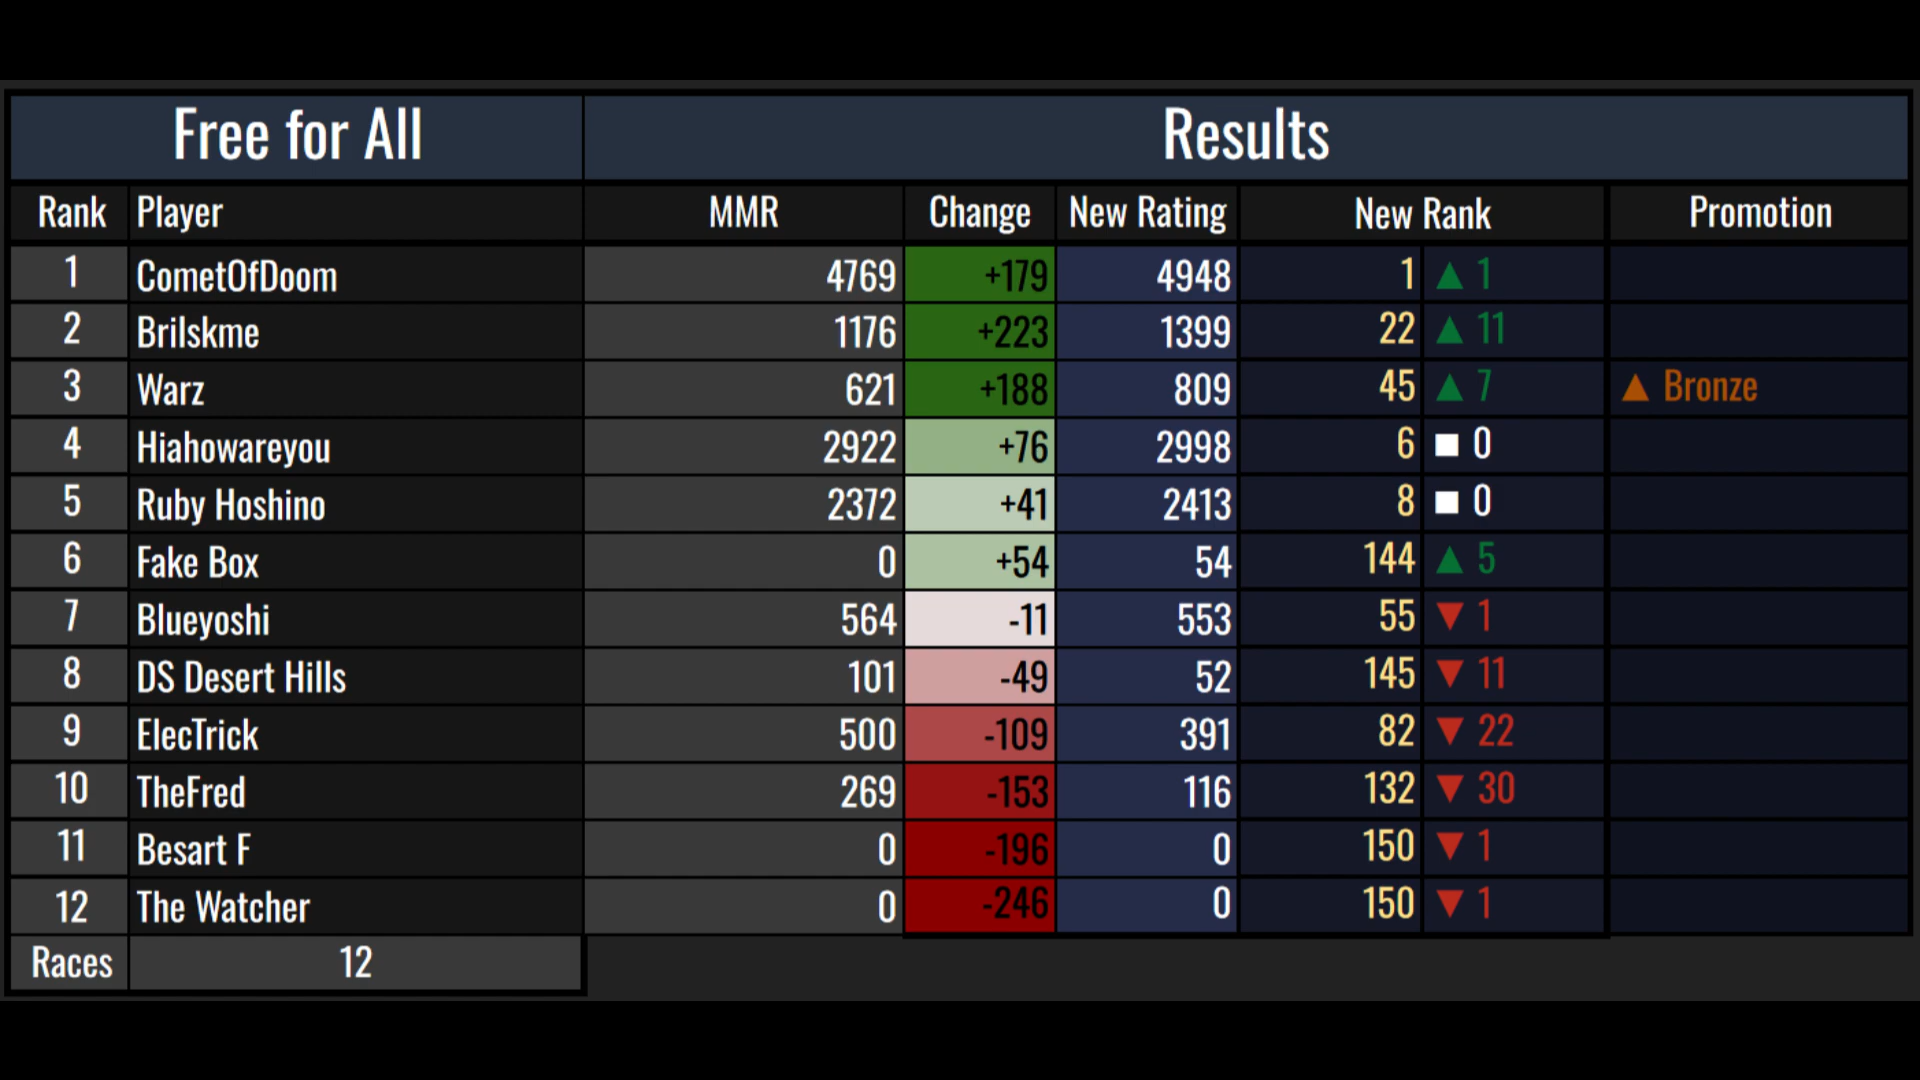 Free for All Results
Rank Player MMR Change New Rating New Rank Promotion
1 CometOfDoom 4769 +179 4948 1 ▲ 1
2 Brilskme 1176 +223 1399 22 ▲ 11
3 Warz 621 +188 809 45 ▲ 7 ▲ Bronze
4 Hiahowareyou 2922 +76 2998 6 ■ 0
5 Ruby Hoshino 2372 +41 2413 8 ■ 0
6 Fake Box 0 +54 54 144 ▲ 5
7 Blueyoshi 564 -11 553 55 ▼ 1
8 DS Desert Hills 101 -49 52 145 ▼ 11
9 ElecTrick 500 -109 391 82 ▼ 22
10 TheFred 269 -153 116 132 ▼ 30
11 Besart F 0 -196 0 150 ▼ 1
12 The Watcher 0 -246 0 150 ▼ 1
Races 12